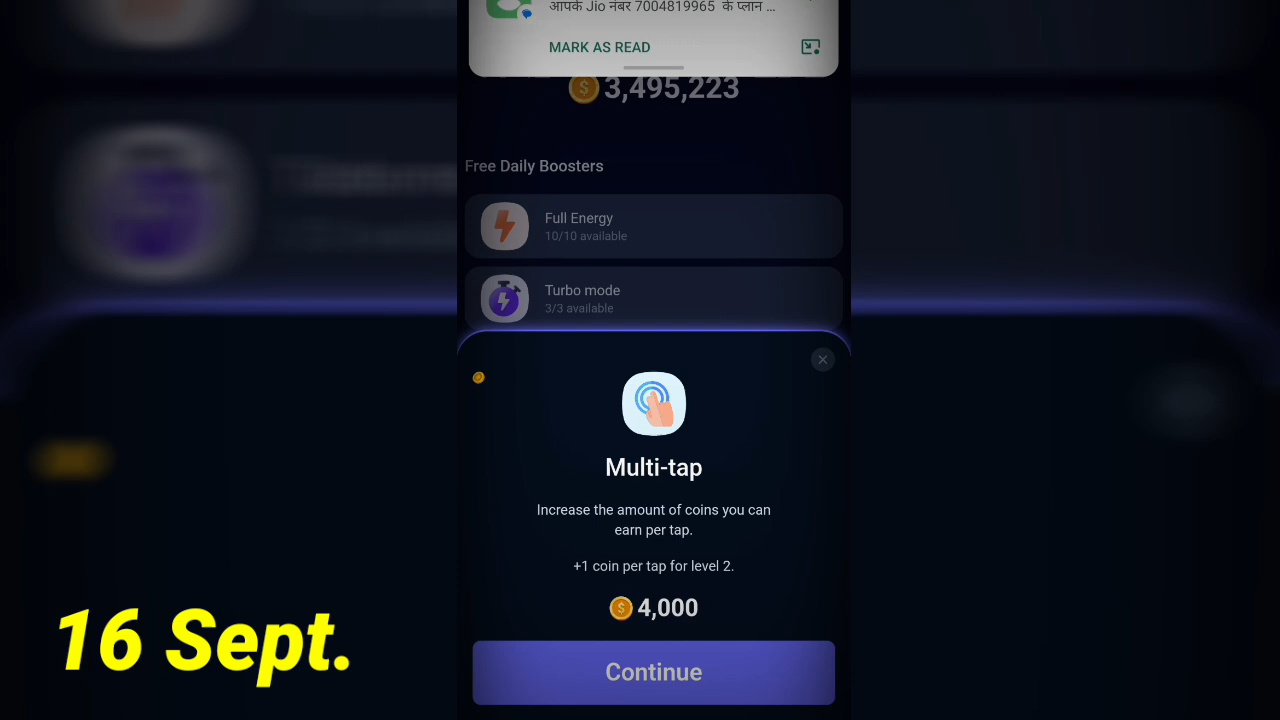 आपके Jio नंबर 7004819965 के प्लान ...
MARK AS READ
3,495,223
Free Daily Boosters
Full Energy
10/10 available
Turbo mode
3/3 available
Multi-tap
Increase the amount of coins you can
earn per tap.
+1 coin per tap for level 2.
4,000
Continue
16 Sept.